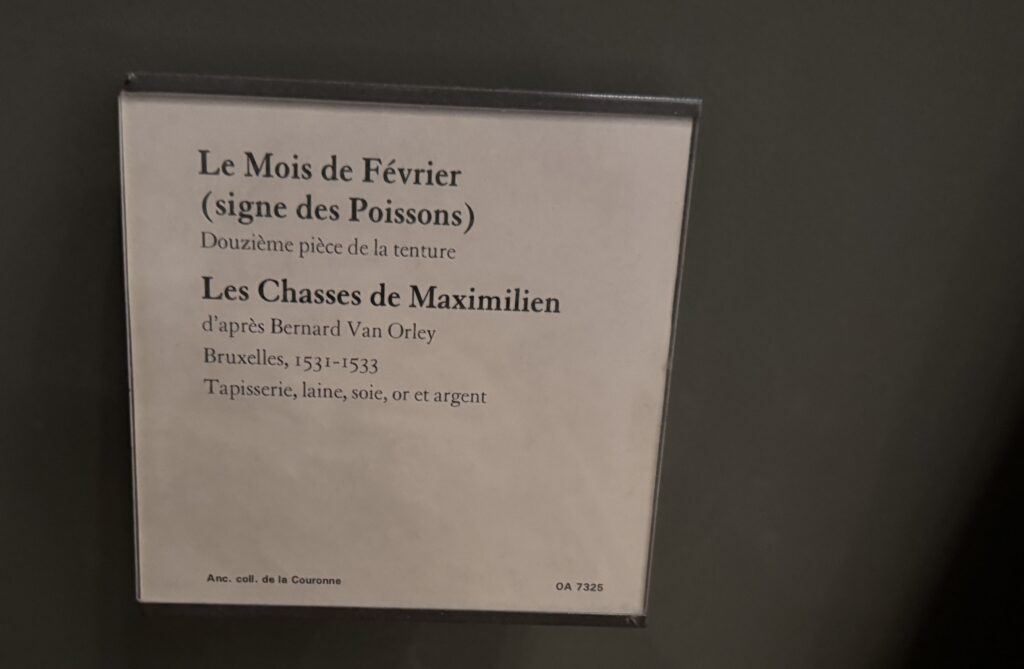 Le Mois de Février
(signe des Poissons)
Douzième pièce de la tenture
Les Chasses de Maximilien
d'après Bernard Van Orley
Bruxelles, 1531-1533
Tapisserie, laine, soie, or et argent
Anc. coll. de la Couronne
OA 7325